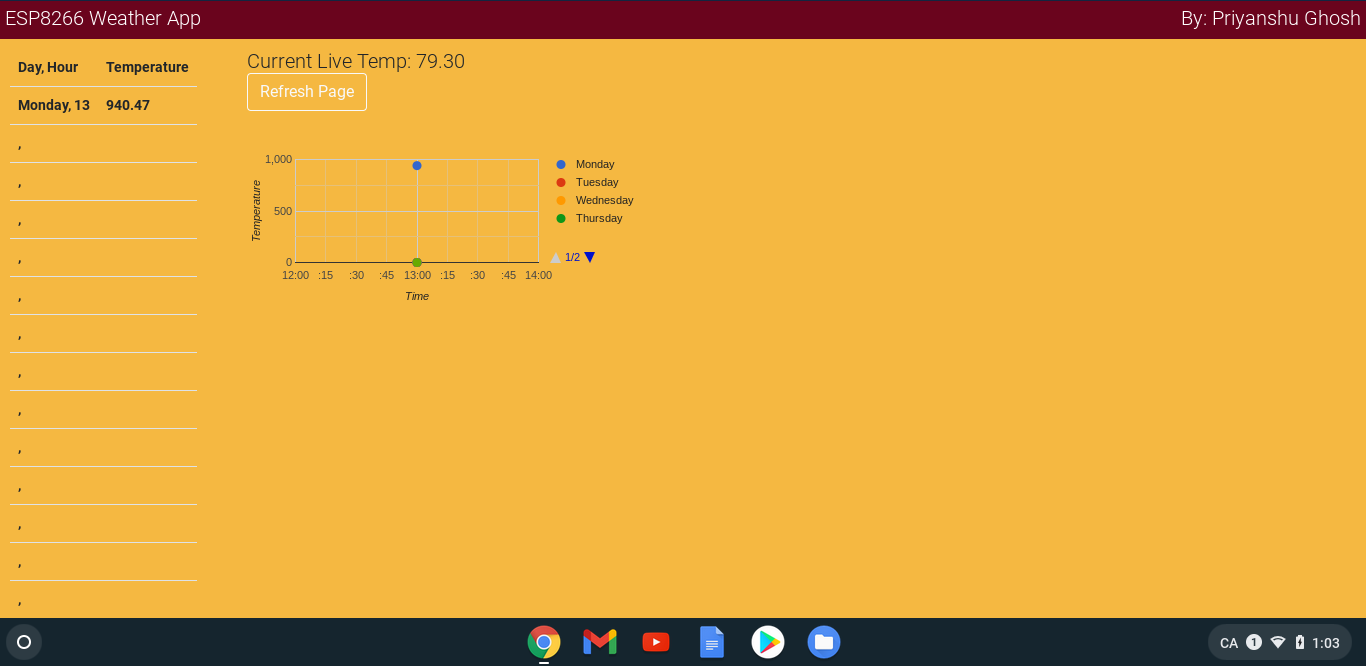 ESP8266 Weather App
By: Priyanshu Ghosh
Day, Hour Temperature
Monday, 13 940.47
,
,
,
,
,
,
,
,
,
,
,
,
,
Current Live Temp: 79.30
Refresh Page
1,000
500
0
Temperature
12:00 :15 :30 :45 13:00 :15 :30 :45 14:00
Time
Monday
Tuesday
Wednesday
Thursday
1/2
CA 1 1:03